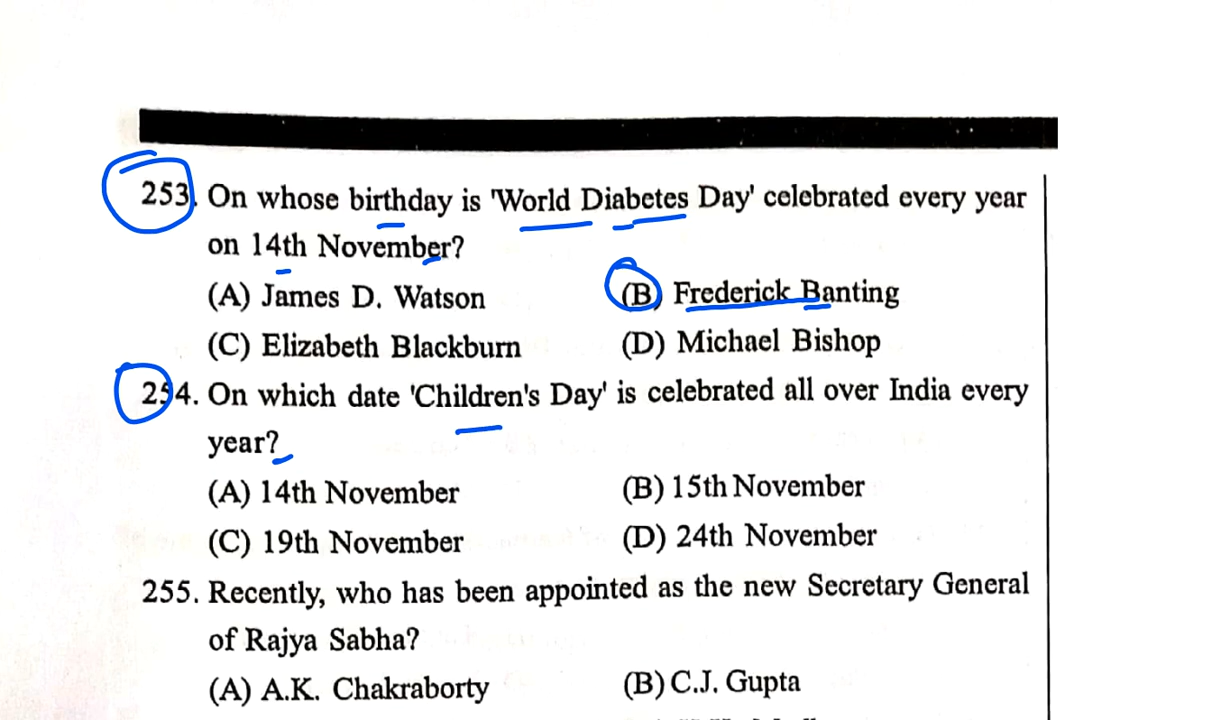 253. On whose birthday is 'World Diabetes Day' celebrated every year
on 14th November?
(A) James D. Watson (B) Frederick Banting
(C) Elizabeth Blackburn (D) Michael Bishop
254. On which date 'Children's Day' is celebrated all over India every
year?
(A) 14th November (B) 15th November
(C) 19th November (D) 24th November
255. Recently, who has been appointed as the new Secretary General
of Rajya Sabha?
(A) A.K. Chakraborty (B) C.J. Gupta